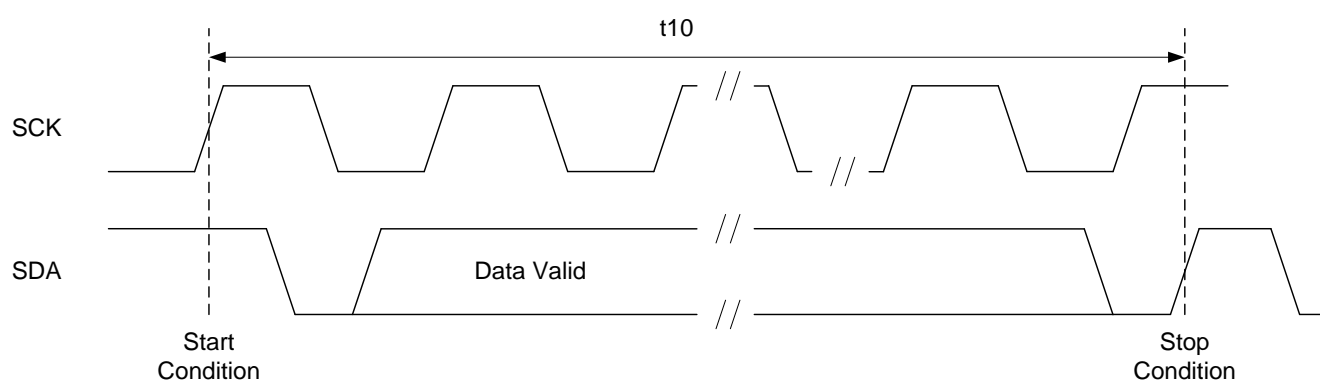 t10
SCK
SDA
Data Valid
Start
Condition
Stop
Condition